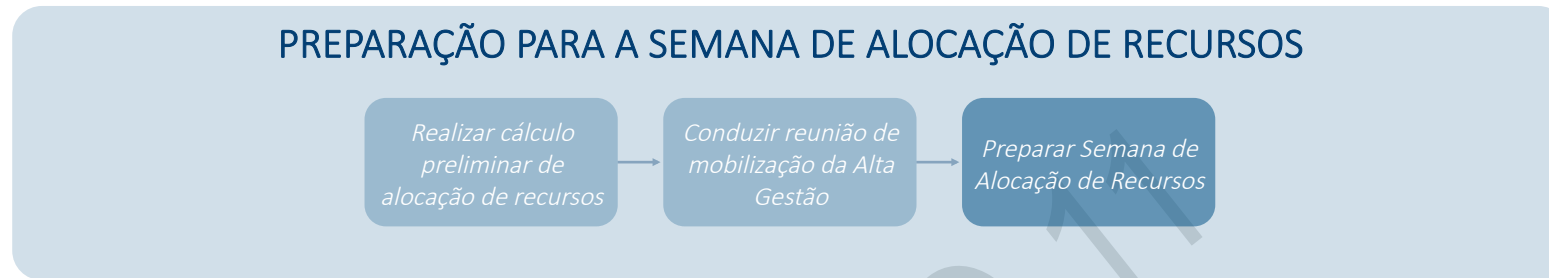 PREPARAÇÃO PARA A SEMANA DE ALOCAÇÃO DE RECURSOS
Realizar cálculo
preliminar de
alocação de recursos
Conduzir reunião de
mobilização da Alta
Gestão
Preparar Semana de
Alocação de Recursos